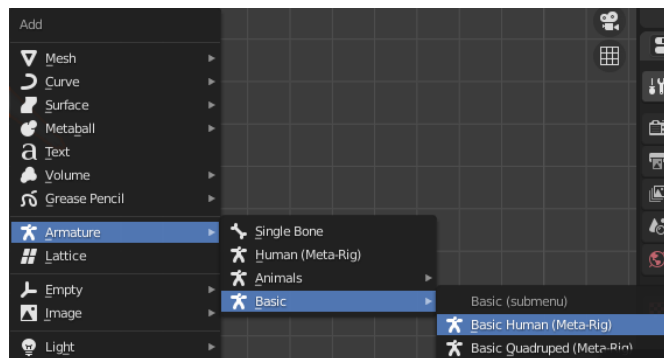 Add
Mesh
Curve
Surface
Metaball
Text
Volume
Grease Pencil
Armature
Lattice
Empty
Image
Light
Single Bone
Human (Meta-Rig)
Animals
Basic
Basic (submenu)
Basic Human (Meta-Rig)
Basic Quadruped (Meta-Rig)